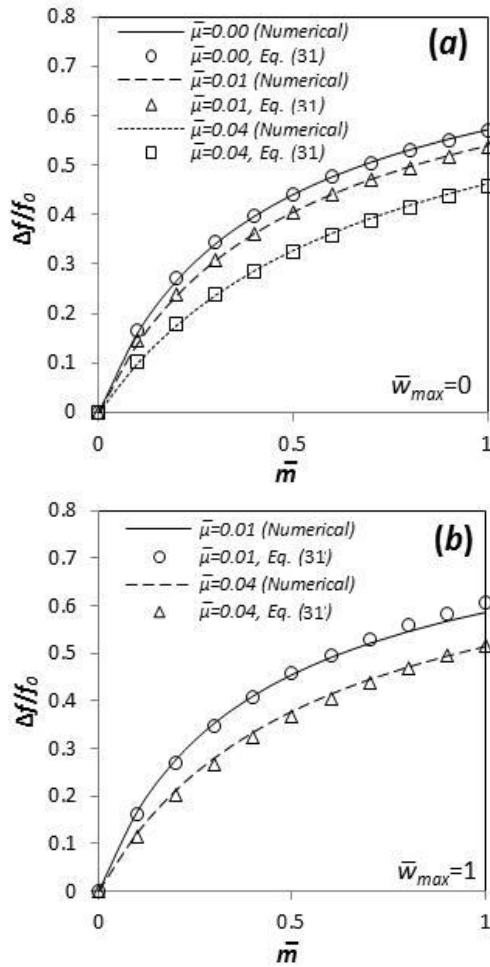 0.8
0.7
0.6
0.5
0.4
0.3
0.2
0.1
0
Δf/f₀
μ̄=0.00 (Numerical)
μ̄=0.00, Eq. (31)
μ̄=0.01 (Numerical)
μ̄=0.01, Eq. (31)
μ̄=0.04 (Numerical)
μ̄=0.04, Eq. (31)
(a)
w̄max=0
0 0.5 1
m̄
0.8
0.7
0.6
0.5
0.4
0.3
0.2
0.1
0
Δf/f₀
μ̄=0.01 (Numerical)
μ̄=0.01, Eq. (31)
μ̄=0.04 (Numerical)
μ̄=0.04, Eq. (31)
(b)
w̄max=1
0 0.5 1
m̄